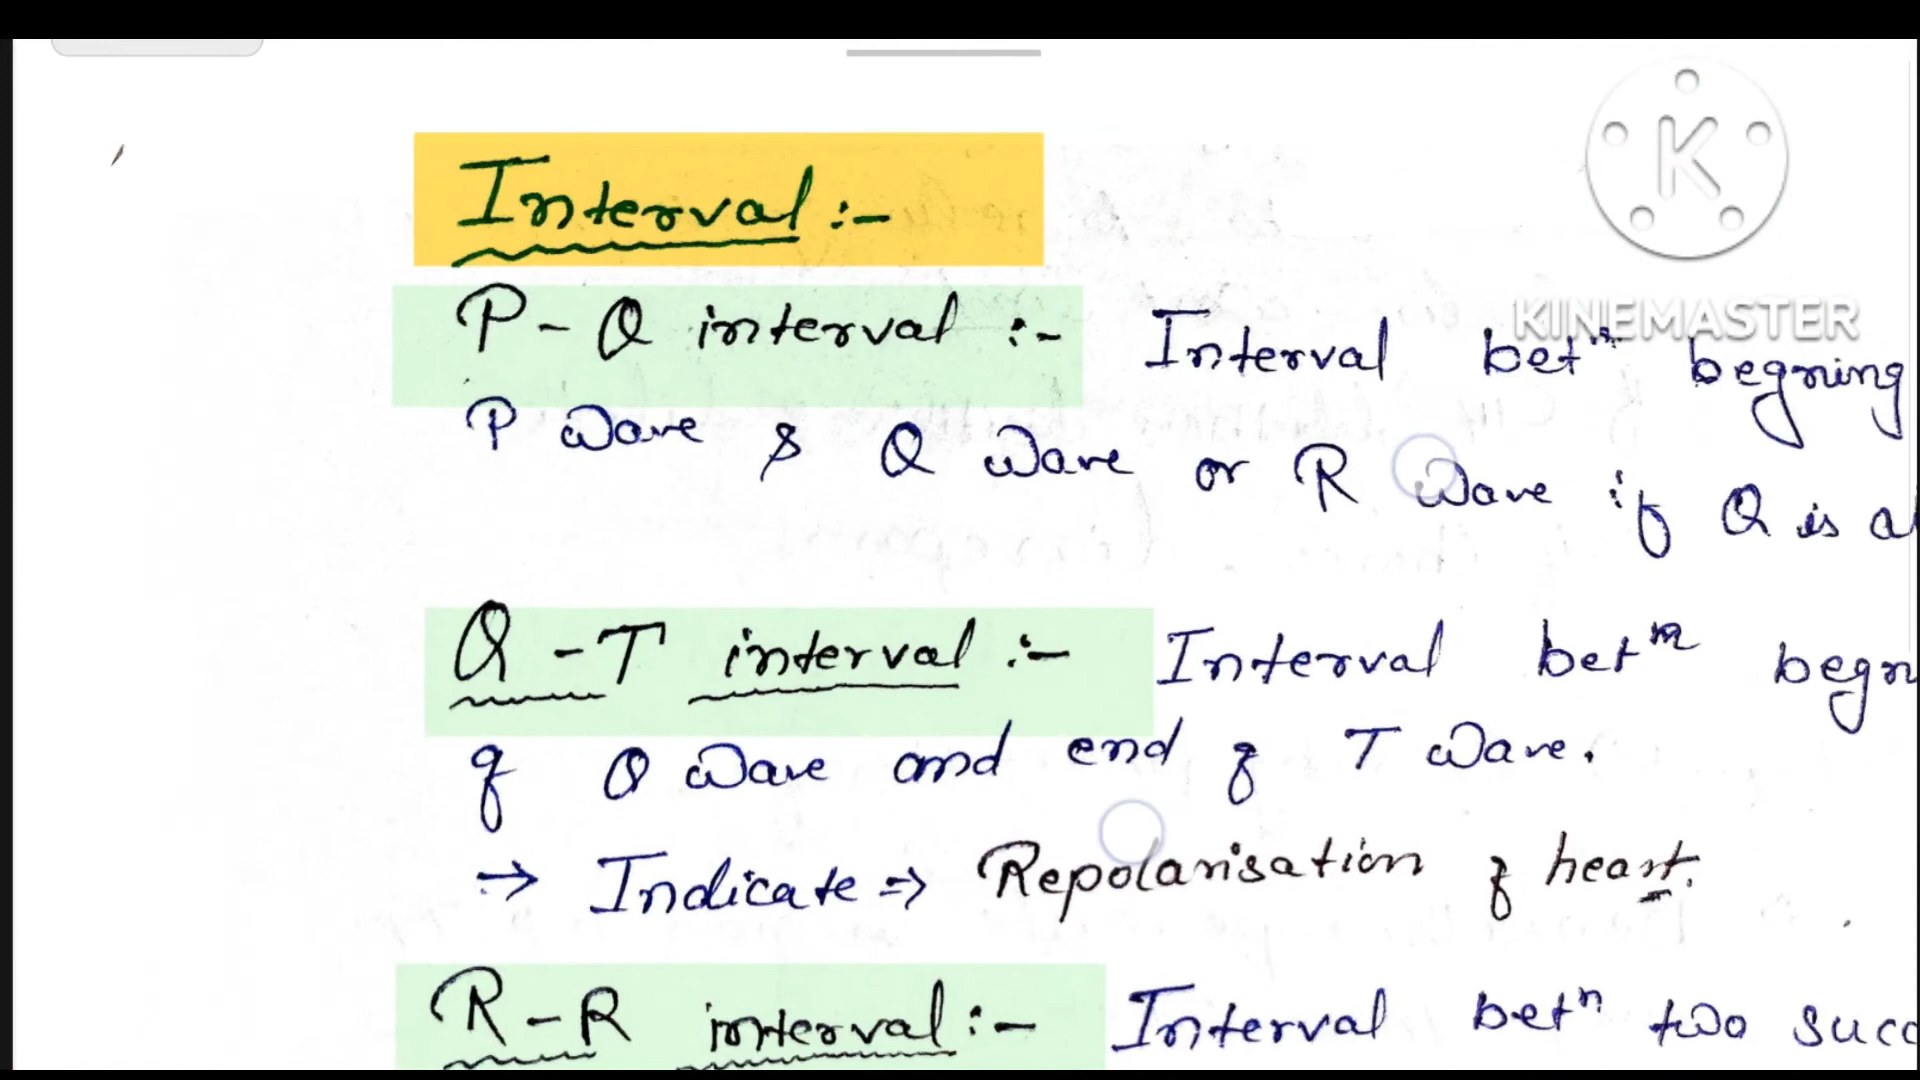 Interval :-
K
KINEMASTER
P - Q interval :- Interval betⁿ begning
P wave & Q wave or R wave if Q is a
Q - T interval :- Interval betⁿ begn
of Q wave and end of T wave.
→ Indicate ⇒ Repolarisation of heart.
R - R interval :- Interval betⁿ two succ